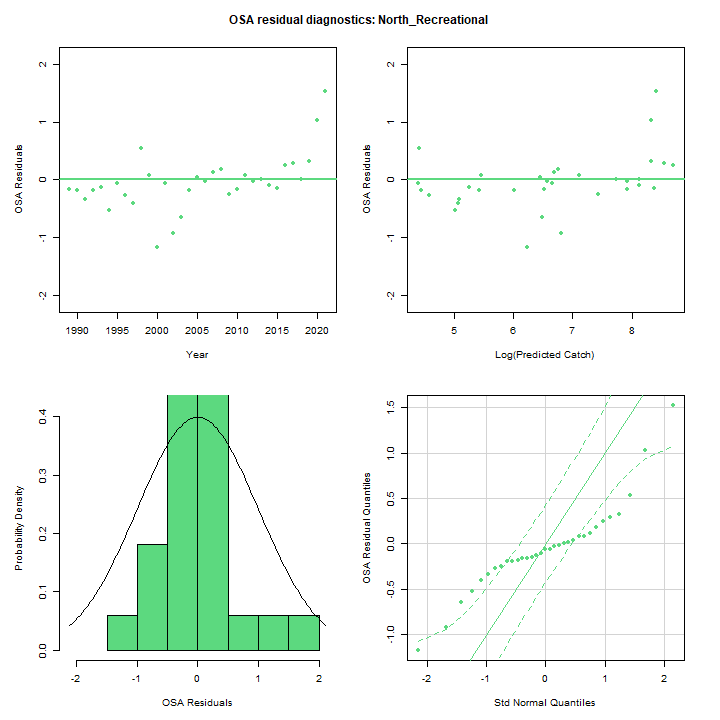 OSA residual diagnostics: North_Recreational
OSA Residuals
2
1
0
-1
-2
1990 1995 2000 2005 2010 2015 2020
Year
OSA Residuals
2
1
0
-1
-2
5 6 7 8
Log(Predicted Catch)
Probability Density
0.4
0.3
0.2
0.1
0.0
-2 -1 0 1 2
OSA Residuals
OSA Residual Quantiles
1.5
1.0
0.5
0.0
-0.5
-1.0
-2 -1 0 1 2
Std Normal Quantiles